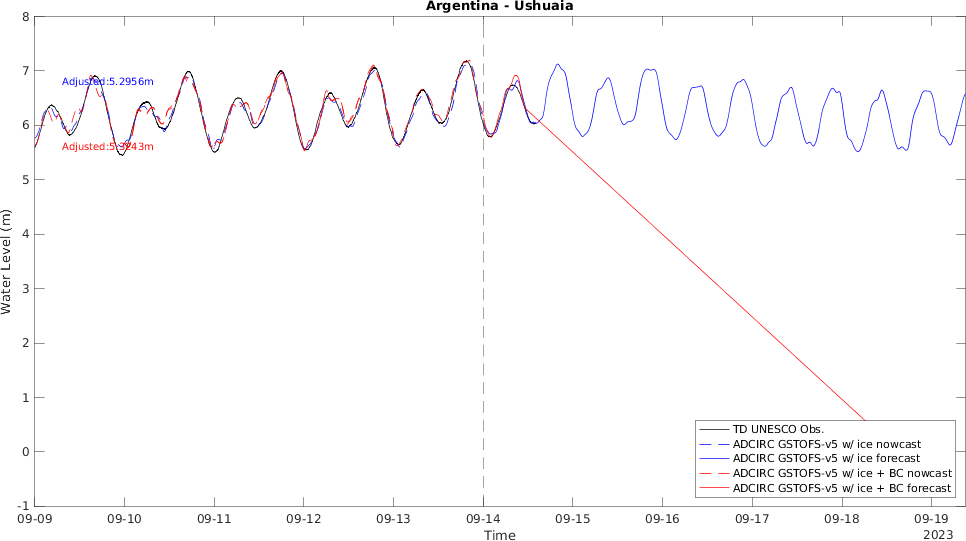 Argentina - Ushuaia
8
7
6
5
4
3
2
1
0
-1
Water Level (m)
Adjusted:5.2956m
Adjusted:5.3243m
TD UNESCO Obs.
ADCIRC GSTOFS-v5 w/ ice nowcast
ADCIRC GSTOFS-v5 w/ ice forecast
ADCIRC GSTOFS-v5 w/ ice + BC nowcast
ADCIRC GSTOFS-v5 w/ ice + BC forecast
09-09 09-10 09-11 09-12 09-13 09-14 09-15 09-16 09-17 09-18 09-19
Time
2023